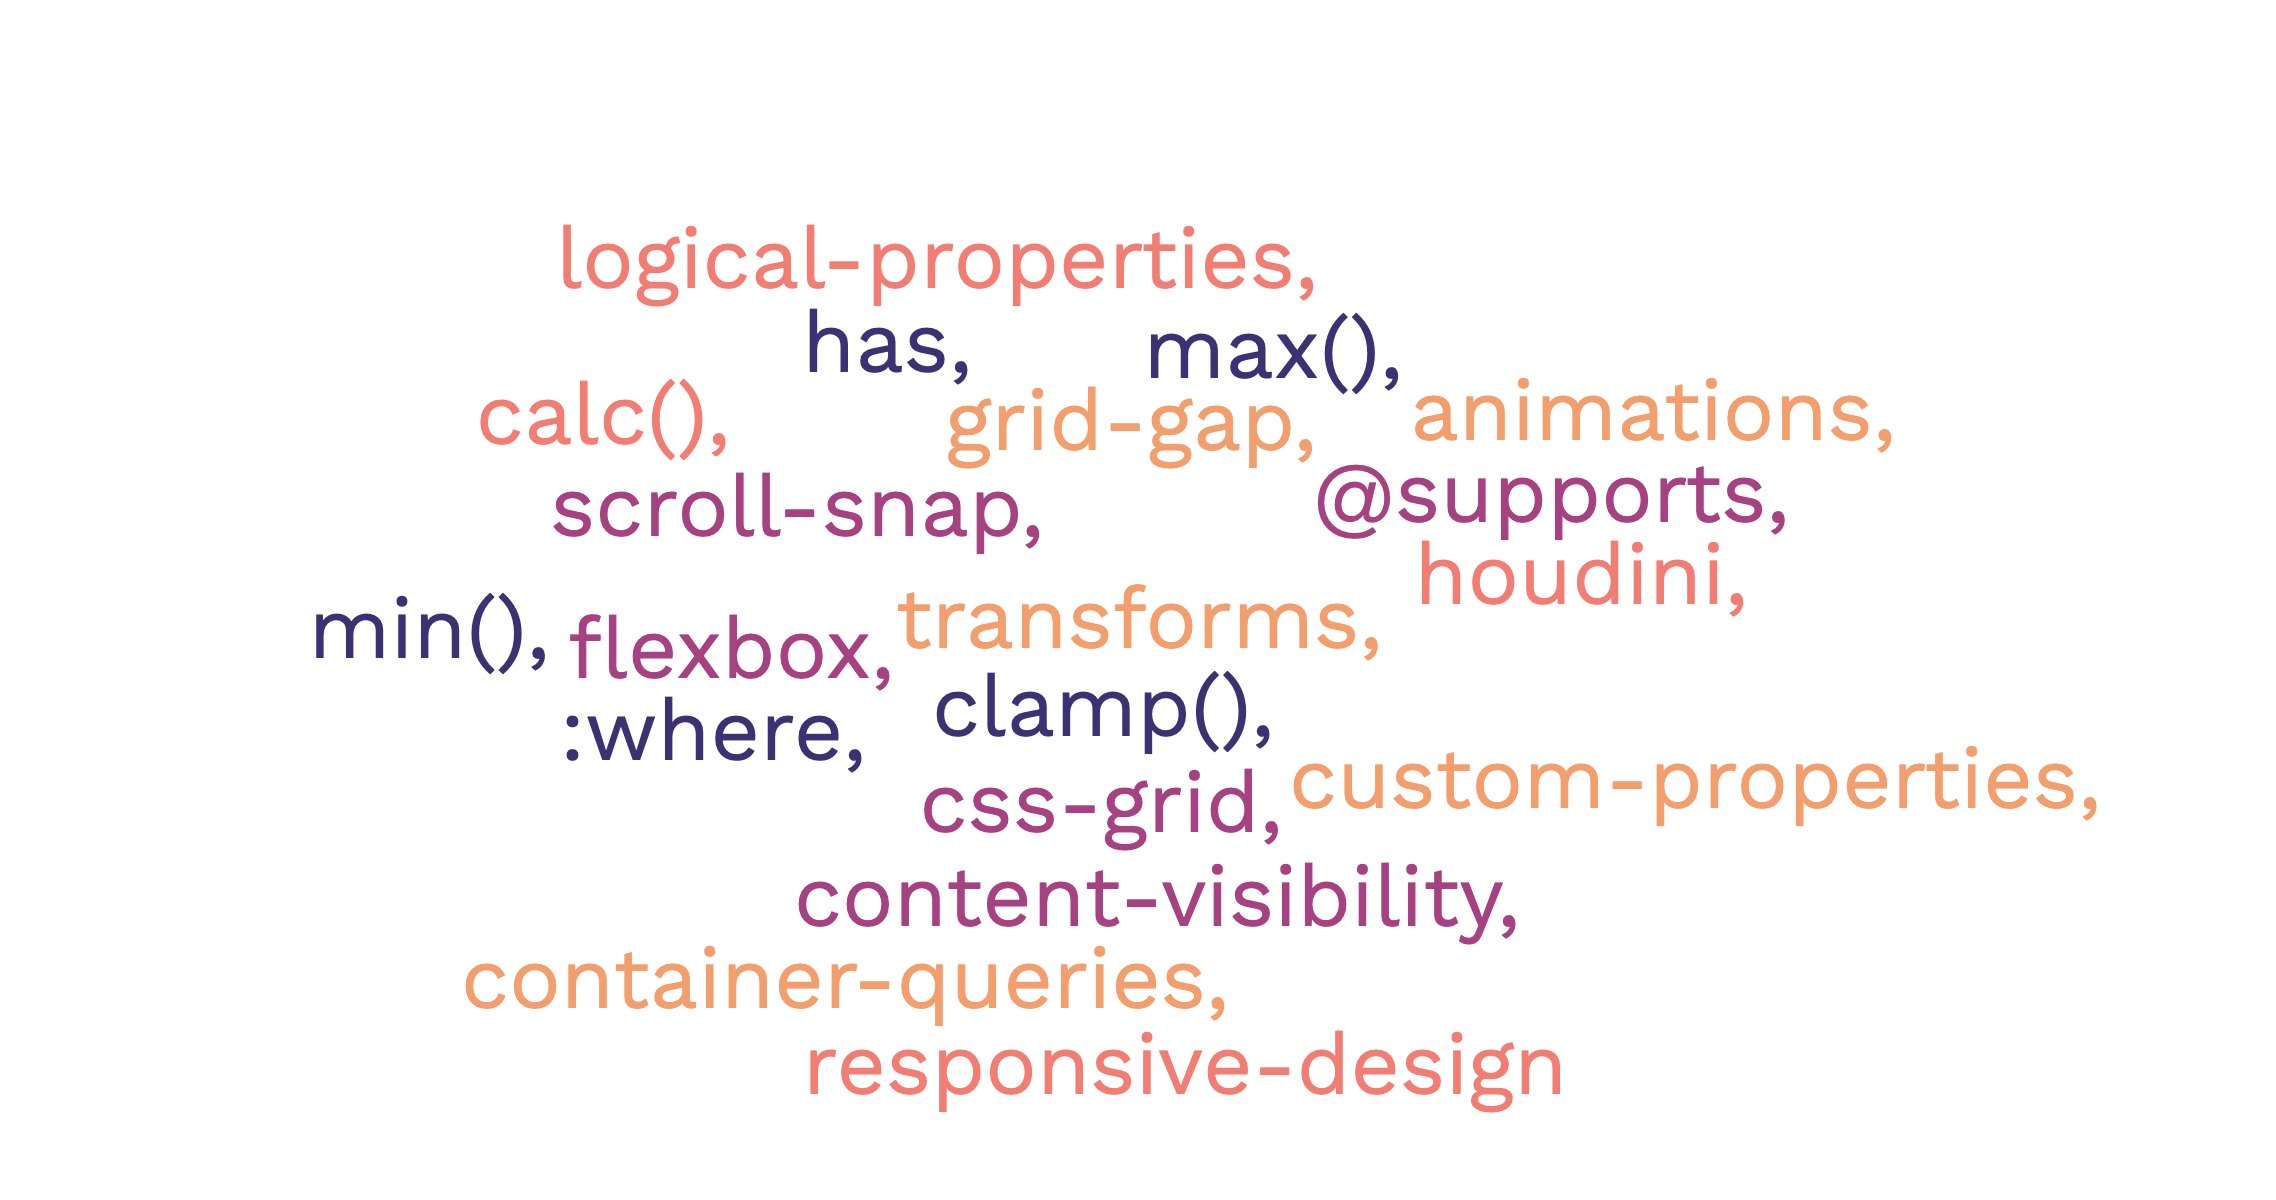 logical-properties,
has, max(),
calc(), grid-gap, animations,
scroll-snap, @supports,
houdini,
min(), flexbox, transforms,
:where, clamp(),
css-grid, custom-properties,
content-visibility,
container-queries,
responsive-design